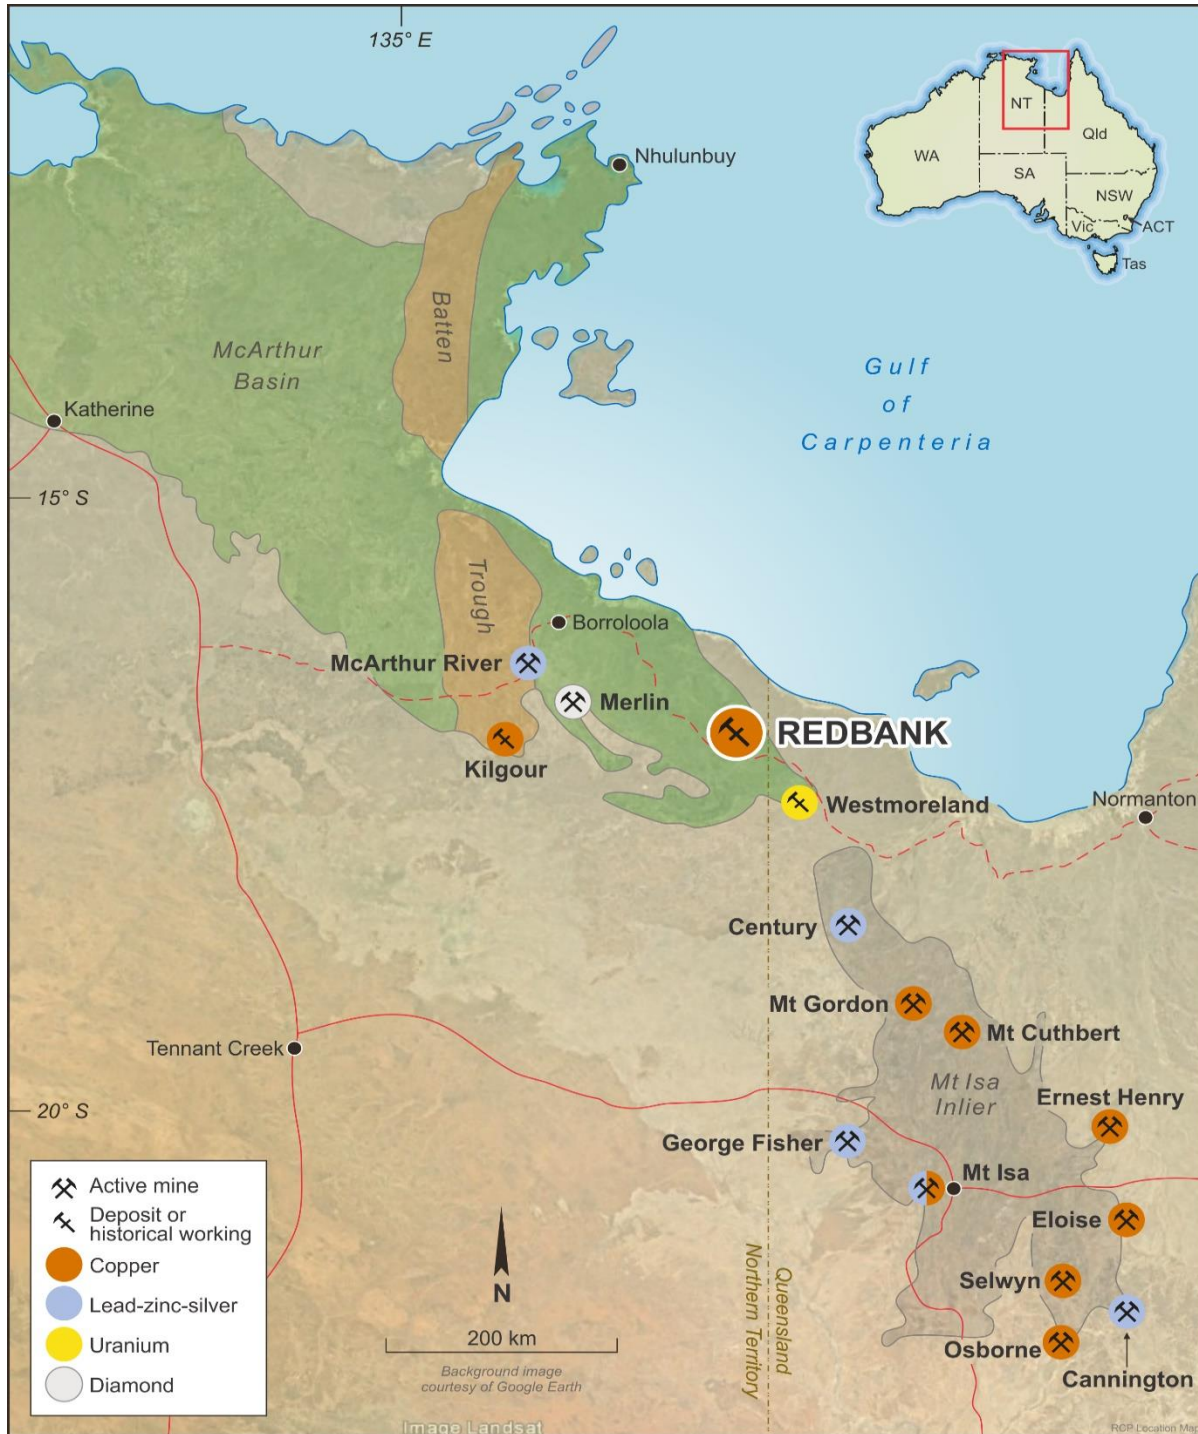 135° E
NT
Qld
WA
SA
NSW
Vic
ACT
Tas
Nhulunbuy
Batten
McArthur
Basin
Gulf
of
Carpenteria
Katherine
15° S
Trough
Borroloola
McArthur River
Merlin
REDBANK
Kilgour
Westmoreland
Normanton
Century
Mt Gordon
Mt Cuthbert
Tennant Creek
Mt Isa
Inlier
Ernest Henry
20° S
George Fisher
Mt Isa
Eloise
Selwyn
Osborne
Cannington
Northern Territory
Queensland
Active mine
Deposit or
historical working
Copper
Lead-zinc-silver
Uranium
Diamond
N
200 km
Background image
courtesy of Google Earth
Image Landsat
RCP Location Map